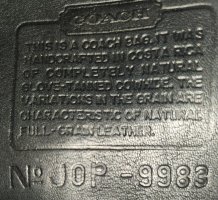 COACH
THIS IS A COACH BAG. IT WAS
HANDCRAFTED IN COSTA RICA
OF COMPLETELY NATURAL
GLOVE-TANNED COWHIDE. THE
VARIATIONS IN THE GRAIN ARE
CHARACTERISTIC OF NATURAL
FULL-GRAIN LEATHER.
No J0P-9983